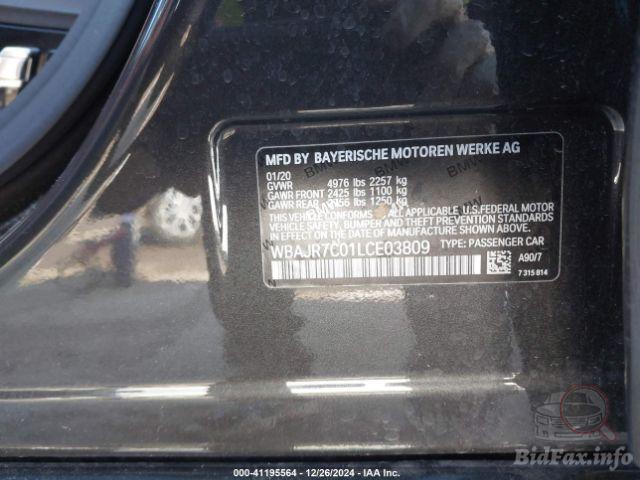 MFD BY BAYERISCHE MOTOREN WERKE AG
01/20
GVWR 4976 lbs 2257 kg
GAWR FRONT 2425 lbs 1100 kg
GAWR REAR 2756 lbs 1250 kg
THIS VEHICLE CONFORMS TO ALL APPLICABLE U.S.FEDERAL MOTOR
VEHICLE SAFETY, BUMPER, AND THEFT PREVENTION STANDARDS
IN EFFECT ON THE DATE OF MANUFACTURE SHOWN ABOVE.
WBAJR7C01LCE03809 TYPE: PASSENGER CAR
A90/7
7 315 814
BidFax.info
000-41195564 - 12/26/2024 - IAA Inc.